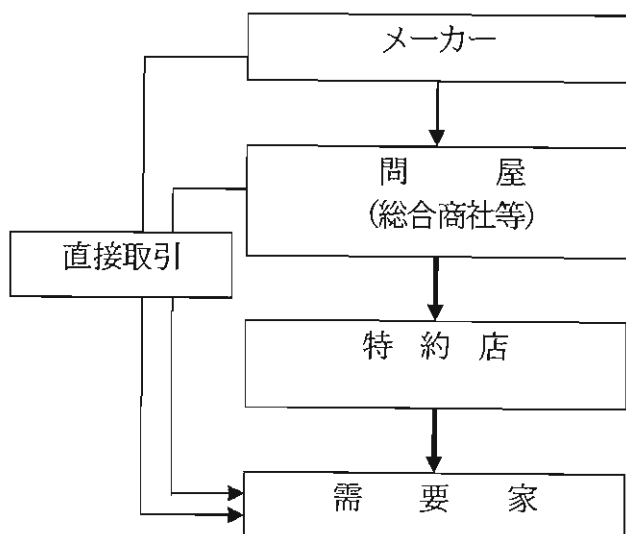 メーカー
問　　屋
(総合商社等)
直接取引
特　約　店
需　要　家